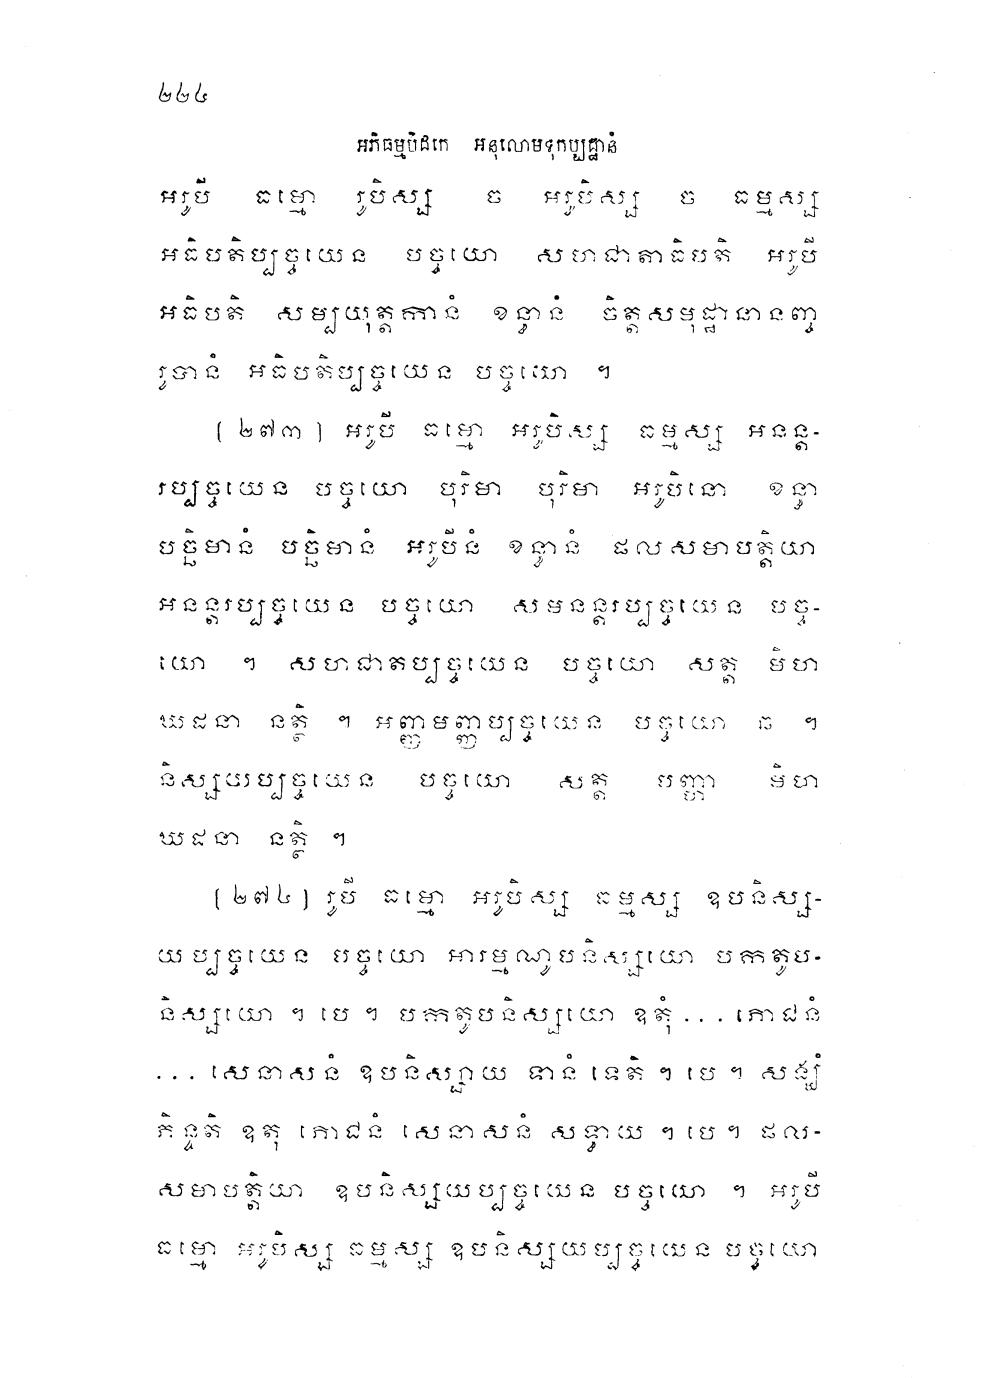 ២២៤
អភិធម្មបិដកេ អនុលោមទុកប្បដ្ឋានំ
អរូបី ធម្មោ រូបិស្ស ច អរូបិស្ស ច ធម្មស្ស
អធិបតិប្បច្ចយេន បច្ចយោ សហជាតាធិបតិ អរូបី
អធិបតិ សម្បយុត្តកានំ ខន្ធានំ ចិត្តសមុដ្ឋានានញ្ច
រូបានំ អធិបតិប្បច្ចយេន បច្ចយោ ។
[ ២៧៣ ] អរូបី ធម្មោ អរូបិស្ស ធម្មស្ស អនន្ត-
រប្បច្ចយេន បច្ចយោ បុរិមា បុរិមា អរូបិនោ ខន្ធា
បច្ឆិមានំ បច្ឆិមានំ អរូបីនំ ខន្ធានំ ផលសមាបត្តិយា
អនន្តរប្បច្ចយេន បច្ចយោ សមនន្តរប្បច្ចយេន បច្ច-
យោ ។ សហជាតប្បច្ចយេន បច្ចយោ សត្ត មិហ
ឃដនា នត្ថិ ។ អញ្ញមញ្ញប្បច្ចយេន បច្ចយោ ឆ ។
និស្សយប្បច្ចយេន បច្ចយោ សត្ត បញ្ហា មិហ
ឃដនា នត្ថិ ។
[ ២៧៤ ] រូបី ធម្មោ អរូបិស្ស ធម្មស្ស ឧបនិស្ស-
យប្បច្ចយេន បច្ចយោ អារម្មណូបនិស្សយោ បកតូប-
និស្សយោ ។ បេ ។ បកតូបនិស្សយោ ឧតុំ ... ភោជនំ
... សេនាសនំ ឧបនិស្សាយ ទានំ ទេតិ ។ បេ ។ សង្ឃំ
ភិន្ទតិ ឧតុ ភោជនំ សេនាសនំ សទ្ធាយ ។ បេ ។ ផល-
សមាបត្តិយា ឧបនិស្សយប្បច្ចយេន បច្ចយោ ។ អរូបី
ធម្មោ អរូបិស្ស ធម្មស្ស ឧបនិស្សយប្បច្ចយេន បច្ចយោ